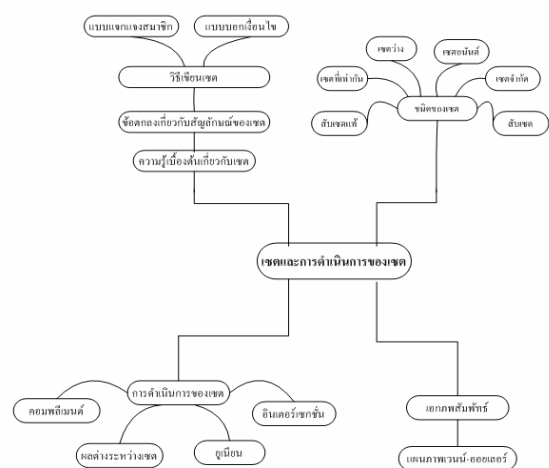 แบบแจกแจงสมาชิก
แบบบอกเงื่อนไข
วิธีเขียนเซต
ข้อตกลงเกี่ยวกับสัญลักษณ์ของเซต
ความรู้เบื้องต้นเกี่ยวกับเซต
เซตว่าง
เซตอนันต์
เซตที่เท่ากัน
เซตจำกัด
ชนิดของเซต
สับเซตแท้
สับเซต
เซตและการดำเนินการของเซต
การดำเนินการของเซต
คอมพลีเมนต์
อินเตอร์เซกชั่น
ผลต่างระหว่างเซต
ยูเนียน
เอกภพสัมพัทธ์
แผนภาพเวนน์-ออยเลอร์